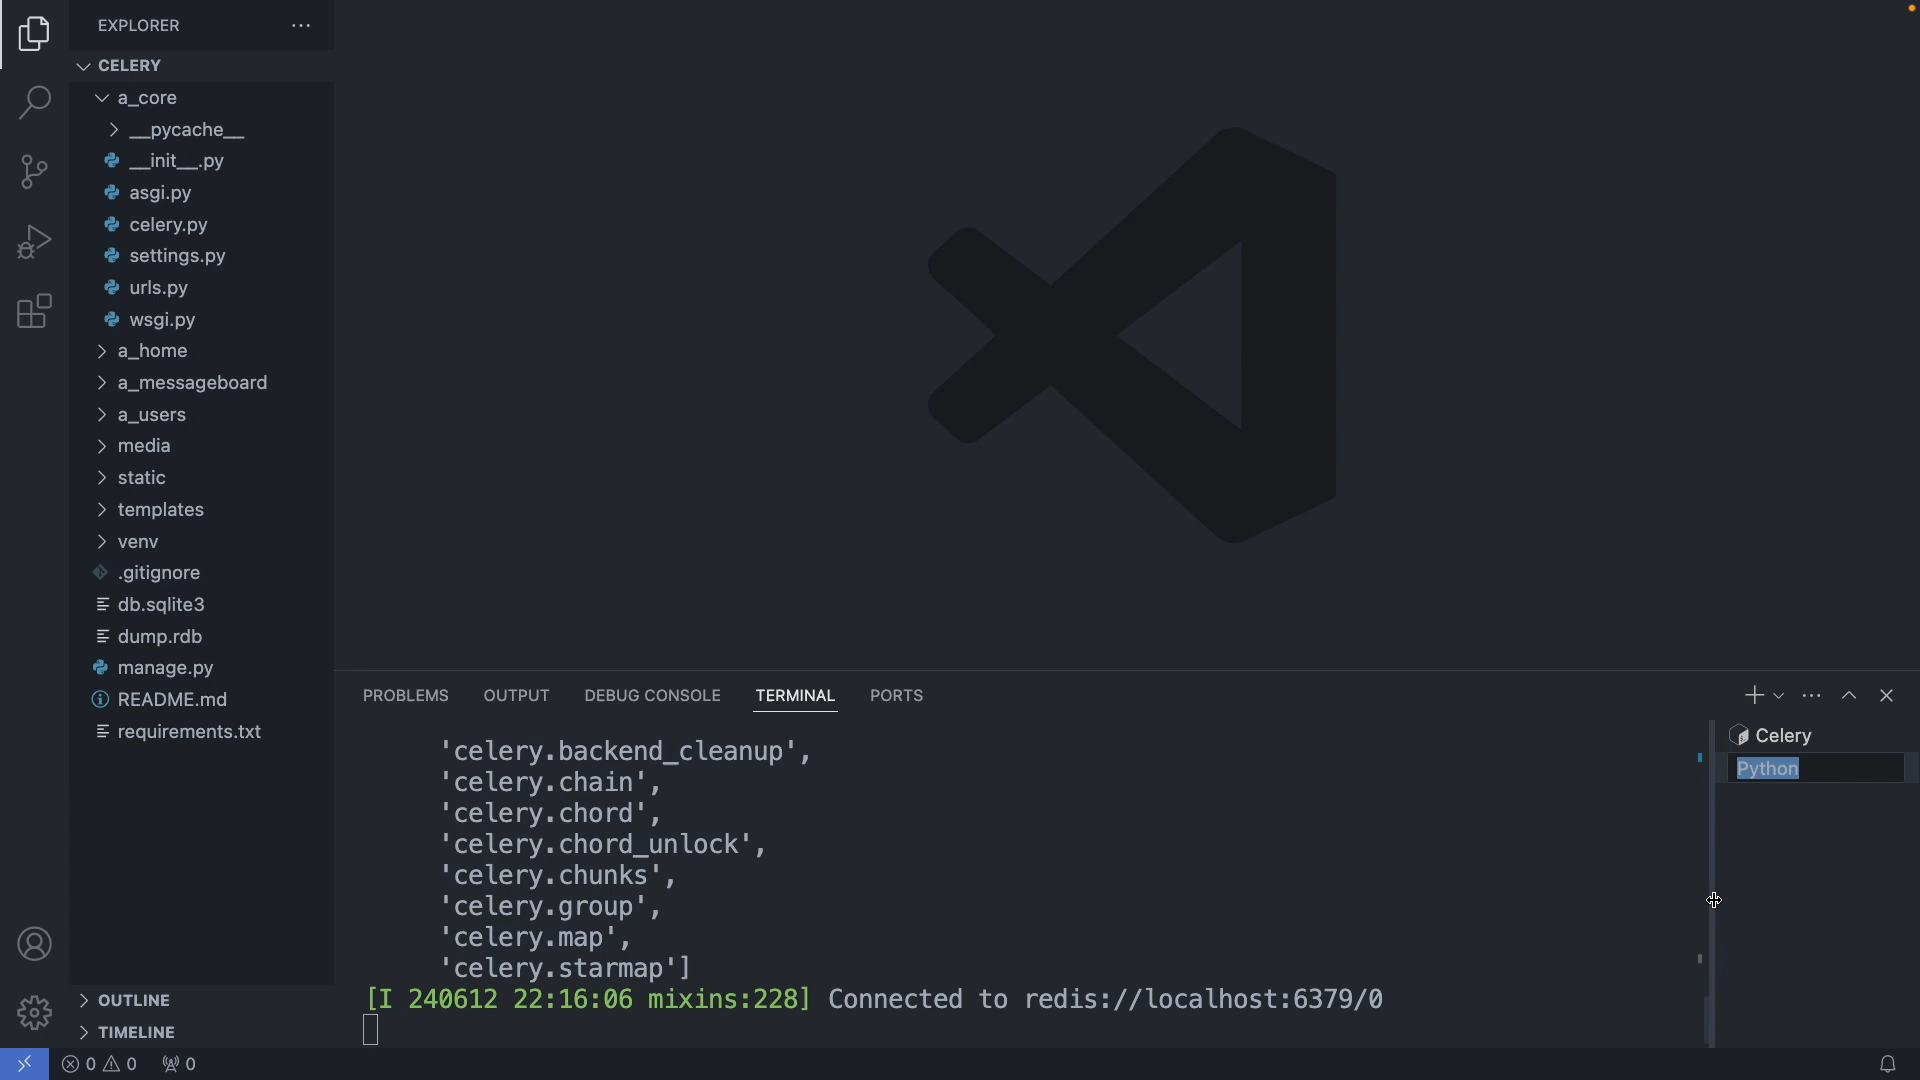 EXPLORER
CELERY
a_core
__pycache__
__init__.py
asgi.py
celery.py
settings.py
urls.py
wsgi.py
a_home
a_messageboard
a_users
media
static
templates
venv
.gitignore
db.sqlite3
dump.rdb
manage.py
README.md
requirements.txt
OUTLINE
TIMELINE
PROBLEMS OUTPUT DEBUG CONSOLE TERMINAL PORTS
'celery.backend_cleanup',
'celery.chain',
'celery.chord',
'celery.chord_unlock',
'celery.chunks',
'celery.group',
'celery.map',
'celery.starmap']
[I 240612 22:16:06 mixins:228] Connected to redis://localhost:6379/0
Celery
Python
0 0 0